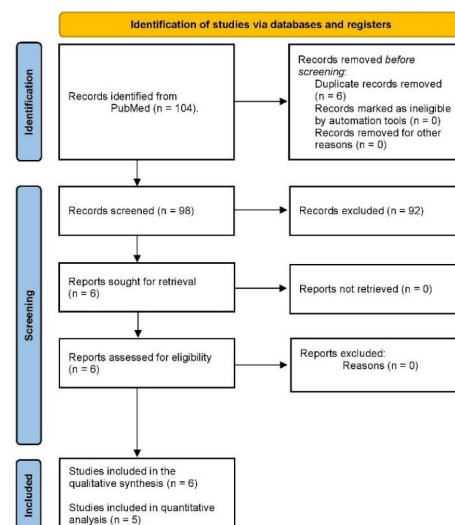 Identification of studies via databases and registers
Identification
Records identified from
PubMed (n = 104).
Records removed before
screening:
Duplicate records removed
(n = 6)
Records marked as ineligible
by automation tools (n = 0)
Records removed for other
reasons (n = 0)
Screening
Records screened (n = 98)
Records excluded (n = 92)
Reports sought for retrieval
(n = 6)
Reports not retrieved (n = 0)
Reports assessed for eligibility
(n = 6)
Reports excluded:
Reasons (n = 0)
Included
Studies included in the
qualitative synthesis (n = 6)
Studies included in quantitative
analysis (n = 5)